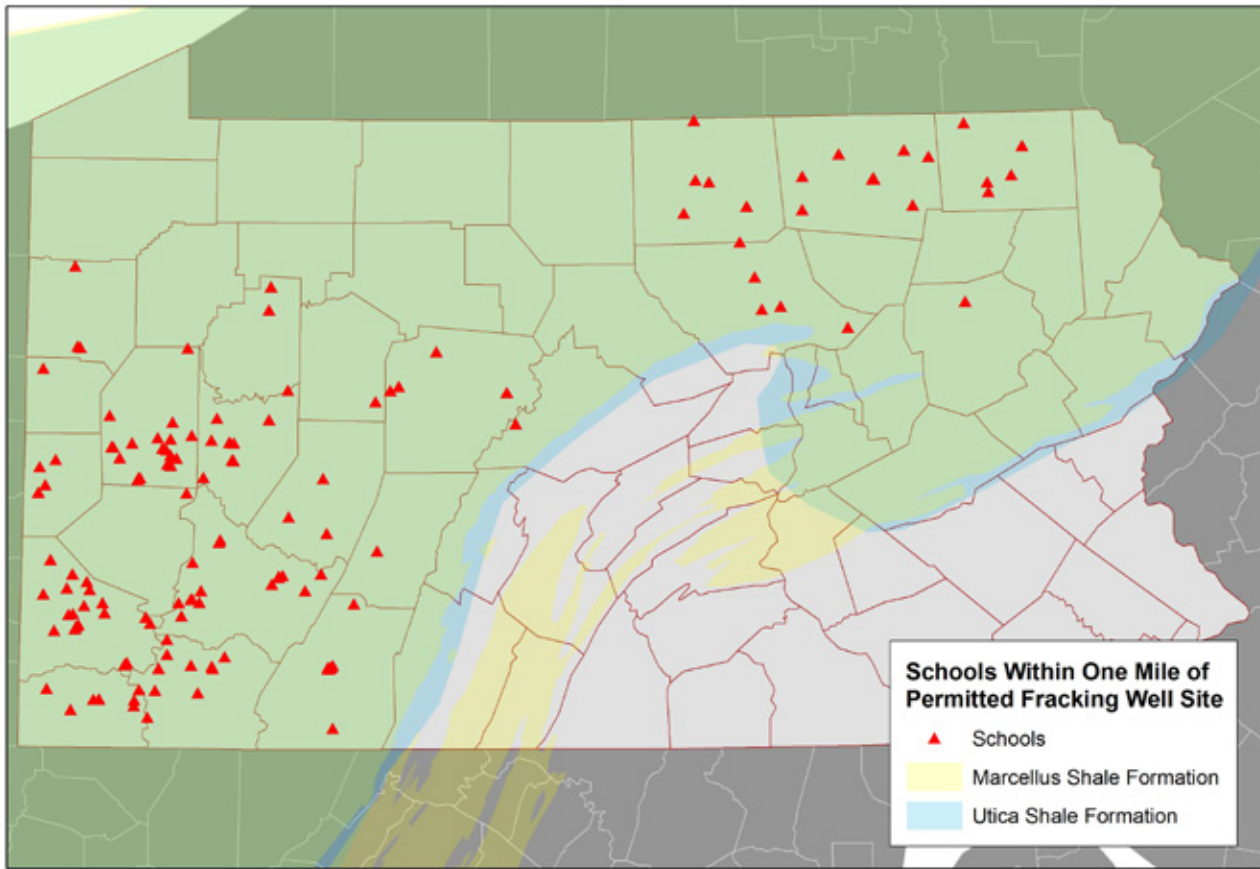 Schools Within One Mile of
Permitted Fracking Well Site
Schools
Marcellus Shale Formation
Utica Shale Formation